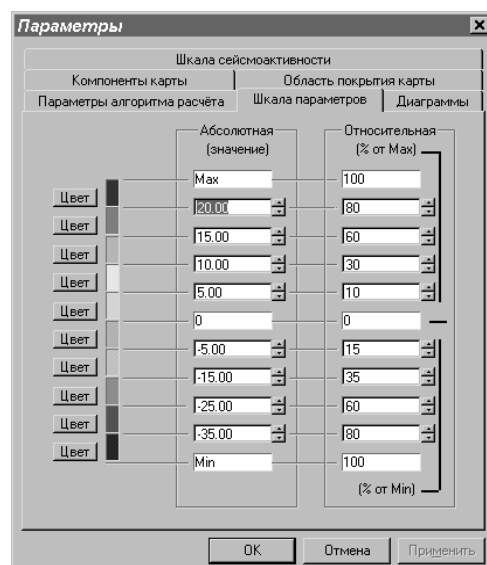 Параметры
Шкала сейсмоактивности
Компоненты карты Область покрытия карты
Параметры алгоритма расчёта Шкала параметров Диаграммы
Абсолютная Относительная
(значение) (% от Max)
Max 100
Цвет
20.00 80
Цвет
15.00 60
Цвет
10.00 30
Цвет
5.00 10
Цвет
0 0
Цвет
-5.00 15
Цвет
-15.00 35
Цвет
-25.00 60
Цвет
-35.00 80
Цвет
Min 100
(% от Min)
OK Отмена Применить